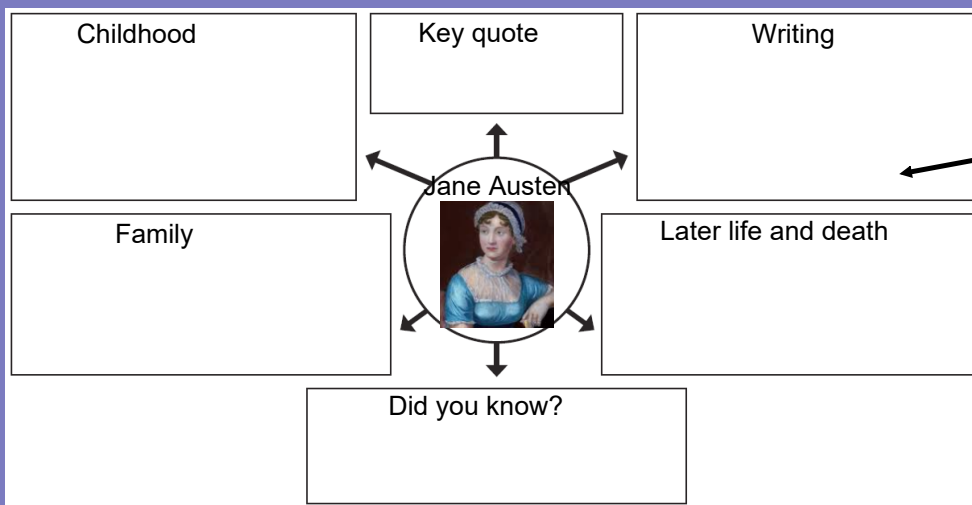 Childhood
Key quote
Writing
Jane Austen
Family
Later life and death
Did you know?